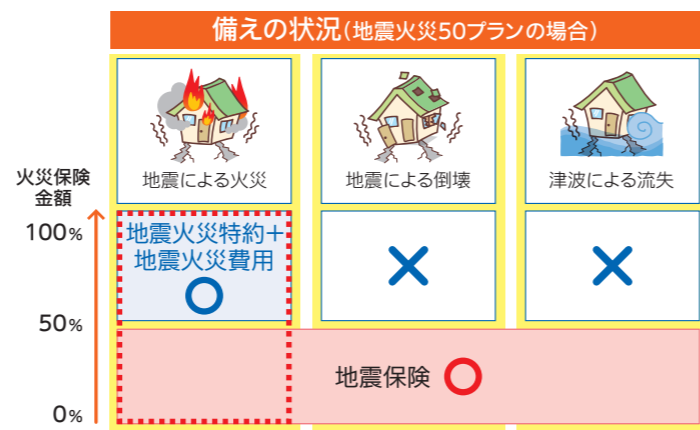 備えの状況(地震火災50プランの場合)
地震による火災
地震による倒壊
津波による流失
火災保険
金額
100%
地震火災特約+
地震火災費用
50%
地震保険
0%